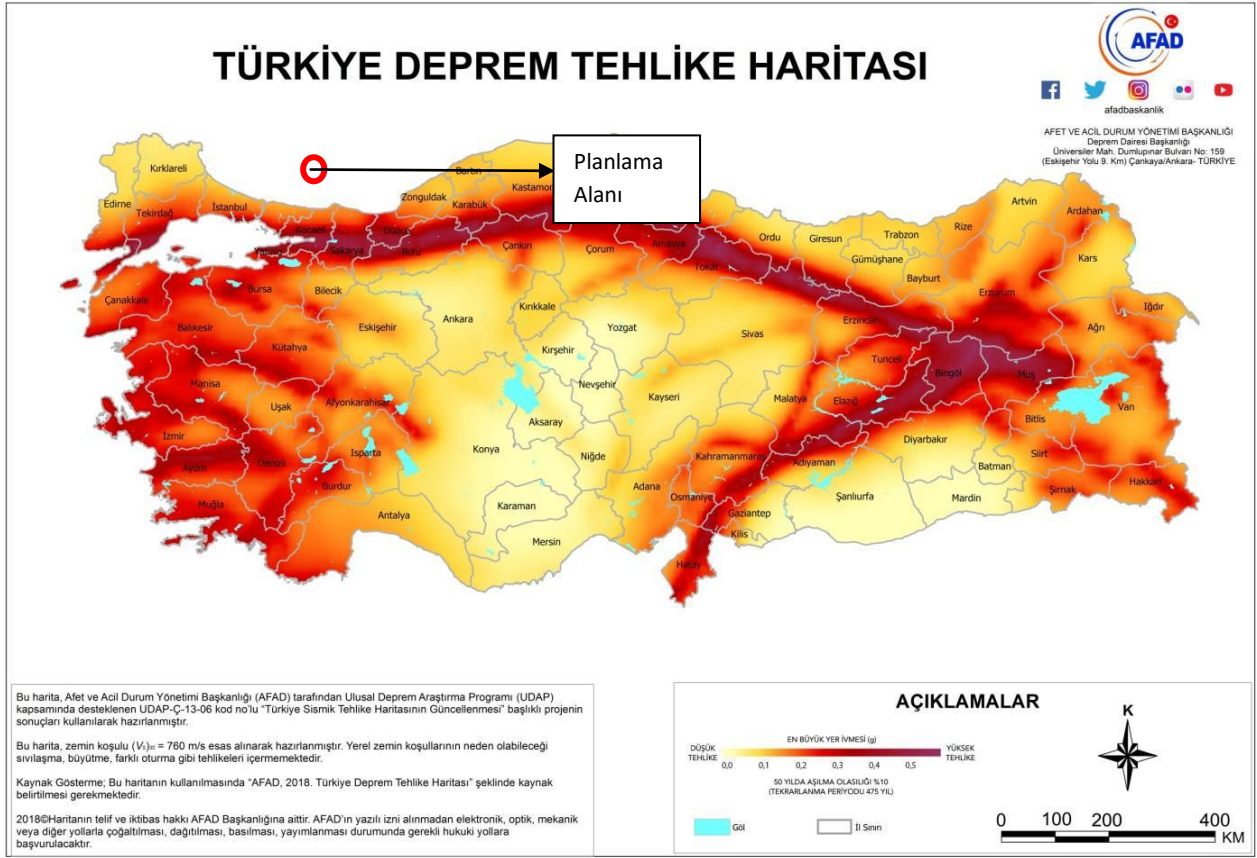 TÜRKİYE DEPREM TEHLİKE HARİTASI
AFAD
afadbaskanlik
AFET VE ACİL DURUM YÖNETİMİ BAŞKANLIĞI
Deprem Dairesi Başkanlığı
Üniversiler Mah. Dumlupınar Bulvarı No: 159
(Eskişehir Yolu 9. Km) Çankaya/Ankara- TÜRKİYE
Planlama
Alanı
Kırklareli
Edirne
Tekirdağ
İstanbul
Kocaeli
Yalova
Sakarya
Düzce
Bolu
Zonguldak
Bartın
Karabük
Kastamon
Çankırı
Çorum
Amasya
Tokat
Ordu
Giresun
Trabzon
Gümüşhane
Bayburt
Rize
Artvin
Ardahan
Kars
Iğdır
Ağrı
Erzurum
Erzincan
Tunceli
Bingöl
Muş
Van
Bitlis
Siirt
Hakkari
Şırnak
Batman
Mardin
Diyarbakır
Şanlıurfa
Adıyaman
Elazığ
Malatya
Sivas
Yozgat
Kırıkkale
Kırşehir
Nevşehir
Kayseri
Aksaray
Niğde
Kahramanmaraş
Osmaniye
Gaziantep
Kilis
Hatay
Adana
Mersin
Karaman
Konya
Ankara
Eskişehir
Bilecik
Bursa
Çanakkale
Balıkesir
Kütahya
Manisa
Uşak
Afyonkarahisar
İzmir
Aydın
Denizli
Isparta
Burdur
Muğla
Antalya
Bu harita, Afet ve Acil Durum Yönetimi Başkanlığı (AFAD) tarafından Ulusal Deprem Araştırma Programı (UDAP)
kapsamında desteklenen UDAP-Ç-13-06 kod no'lu "Türkiye Sismik Tehlike Haritasının Güncellenmesi" başlıklı projenin
sonuçları kullanılarak hazırlanmıştır.
Bu harita, zemin koşulu (Vs)30 = 760 m/s esas alınarak hazırlanmıştır. Yerel zemin koşullarının neden olabileceği
sıvılaşma, büyütme, farklı oturma gibi tehlikeleri içermemektedir.
Kaynak Gösterme; Bu haritanın kullanılmasında "AFAD, 2018. Türkiye Deprem Tehlike Haritası" şeklinde kaynak
belirtilmesi gerekmektedir.
2018©Haritanın telif ve iktibas hakkı AFAD Başkanlığına aittir. AFAD'ın yazılı izni alınmadan elektronik, optik, mekanik
veya diğer yollarla çoğaltılması, dağıtılması, basılması, yayımlanması durumunda gerekli hukuki yollara
başvurulacaktır.
AÇIKLAMALAR
EN BÜYÜK YER İVMESİ (g)
DÜŞÜK
TEHLİKE
YÜKSEK
TEHLİKE
0,0 0,1 0,2 0,3 0,4 0,5
50 YILDA AŞILMA OLASILIĞI %10
(TEKRARLANMA PERİYODU 475 YIL)
Göl
İl Sınırı
K
0 100 200 400
KM